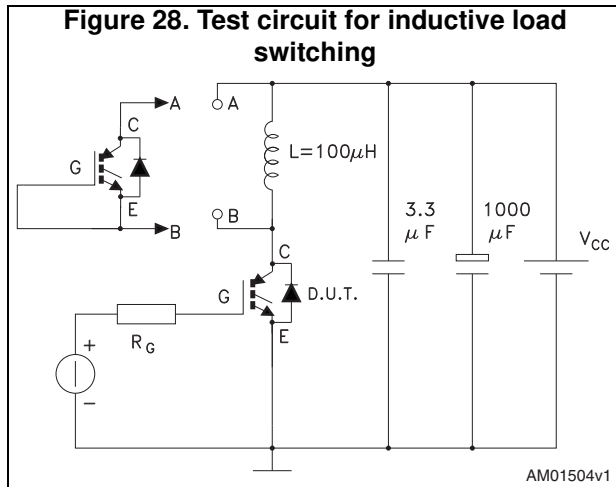 Figure 28. Test circuit for inductive load
switching
A
A
C
G
L=100μH
E
B
B
3.3
μF
1000
μF
VCC
C
G
D.U.T.
E
RG
+
−
AM01504v1